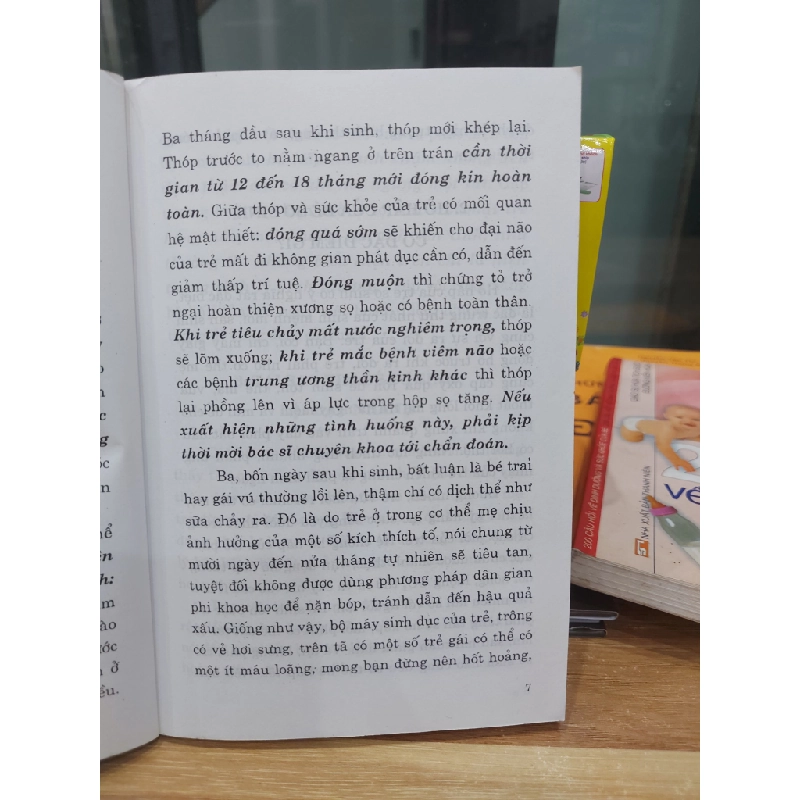 Ba tháng đầu sau khi sinh, thóp mới khép lại.
Thóp trước to nằm ngang ở trên trán cần thời
gian từ 12 đến 18 tháng mới đóng kín hoàn
toàn. Giữa thóp và sức khỏe của trẻ có mối quan
hệ mật thiết: đóng quá sớm sẽ khiến cho đại não
của trẻ mất đi không gian phát dục cần có, dẫn đến
giảm thấp trí tuệ. Đóng muộn thì chứng tỏ trở
ngại hoàn thiện xương sọ hoặc có bệnh toàn thân.
Khi trẻ tiêu chảy mất nước nghiêm trọng, thóp
sẽ lõm xuống; khi trẻ mắc bệnh viêm não hoặc
các bệnh trung ương thần kinh khác thì thóp
lại phồng lên vì áp lực trong hộp sọ tăng. Nếu
xuất hiện những tình huống này, phải kịp
thời mời bác sĩ chuyên khoa tới chẩn đoán.
Ba, bốn ngày sau khi sinh, bất luận là bé trai
hay gái vú thường lồi lên, thậm chí có dịch thể như
sữa chảy ra. Đó là do trẻ ở trong cơ thể mẹ chịu
ảnh hưởng của một số kích thích tố, nói chung từ
mười ngày đến nửa tháng tự nhiên sẽ tiêu tan,
tuyệt đối không được dùng phương pháp dân gian
phi khoa học để nặn bóp, tránh dẫn đến hậu quả
xấu. Giống như vậy, bộ máy sinh dục của trẻ, trông
có vẻ hơi sưng, trên tã có một số trẻ gái có thể có
một ít máu loãng, mong bạn đừng nên hốt hoảng,
7
NHÀ XUẤT BẢN THANH NIÊN
VỀ